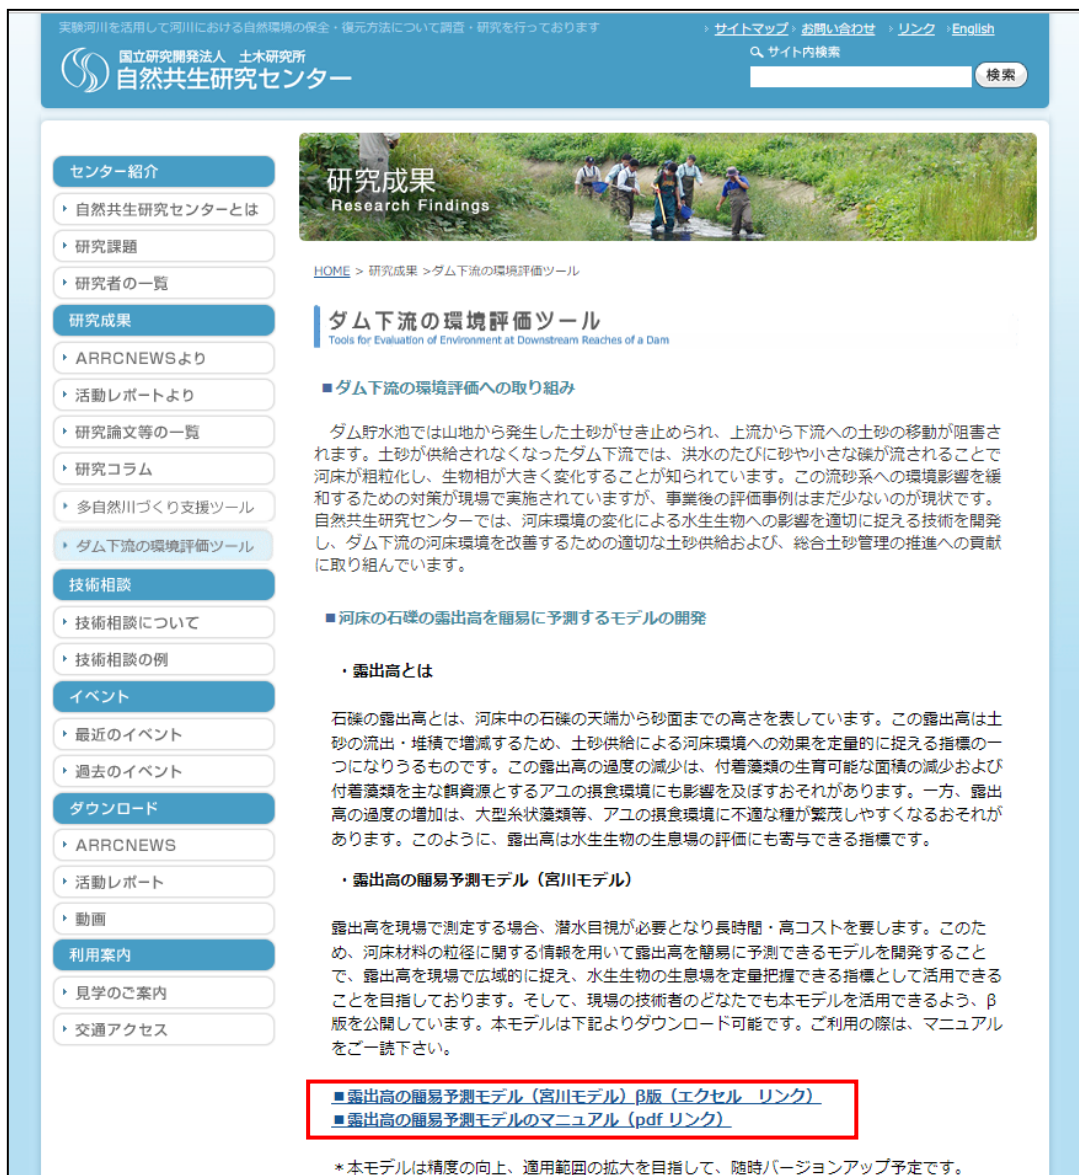 実験河川を活用して河川における自然環境の保全・復元方法について調査・研究を行っております
サイトマップ お問い合わせ リンク English
国立研究開発法人 土木研究所
自然共生研究センター
サイト内検索
検索
センター紹介
自然共生研究センターとは
研究課題
研究者の一覧
研究成果
ARRCNEWSより
活動レポートより
研究論文等の一覧
研究コラム
多自然川づくり支援ツール
ダム下流の環境評価ツール
技術相談
技術相談について
技術相談の例
イベント
最近のイベント
過去のイベント
ダウンロード
ARRCNEWS
活動レポート
動画
利用案内
見学のご案内
交通アクセス
研究成果
Research Findings
HOME > 研究成果 >ダム下流の環境評価ツール
ダム下流の環境評価ツール
Tools for Evaluation of Environment at Downstream Reaches of a Dam
■ダム下流の環境評価への取り組み
ダム貯水池では山地から発生した土砂がせき止められ、上流から下流への土砂の移動が阻害さ
れます。土砂が供給されなくなったダム下流では、洪水のたびに砂や小さな礫が流されることで
河床が粗粒化し、生物相が大きく変化することが知られています。この流砂系への環境影響を緩
和するための対策が現場で実施されていますが、事業後の評価事例はまだ少ないのが現状です。
自然共生研究センターでは、河床環境の変化による水生生物への影響を適切に捉える技術を開発
し、ダム下流の河床環境を改善するための適切な土砂供給および、総合土砂管理の推進への貢献
に取り組んでいます。
■河床の石礫の露出高を簡易に予測するモデルの開発
・露出高とは
石礫の露出高とは、河床中の石礫の天端から砂面までの高さを表しています。この露出高は土
砂の流出・堆積で増減するため、土砂供給による河床環境への効果を定量的に捉える指標の一
つになりうるものです。この露出高の過度の減少は、付着藻類の生育可能な面積の減少および
付着藻類を主な餌資源とするアユの摂食環境にも影響を及ぼすおそれがあります。一方、露出
高の過度の増加は、大型糸状藻類等、アユの摂食環境に不適な種が繁茂しやすくなるおそれが
あります。このように、露出高は水生生物の生息場の評価にも寄与できる指標です。
・露出高の簡易予測モデル（宮川モデル）
露出高を現場で測定する場合、潜水目視が必要となり長時間・高コストを要します。このた
め、河床材料の粒径に関する情報を用いて露出高を簡易に予測できるモデルを開発すること
で、露出高を現場で広域的に捉え、水生生物の生息場を定量把握できる指標として活用できる
ことを目指しております。そして、現場の技術者のどなたでも本モデルを活用できるよう、β
版を公開しています。本モデルは下記よりダウンロード可能です。ご利用の際は、マニュアル
をご一読下さい。
■露出高の簡易予測モデル（宮川モデル）β版（エクセル リンク）
■露出高の簡易予測モデルのマニュアル（pdf リンク）
＊本モデルは精度の向上、適用範囲の拡大を目指して、随時バージョンアップ予定です。